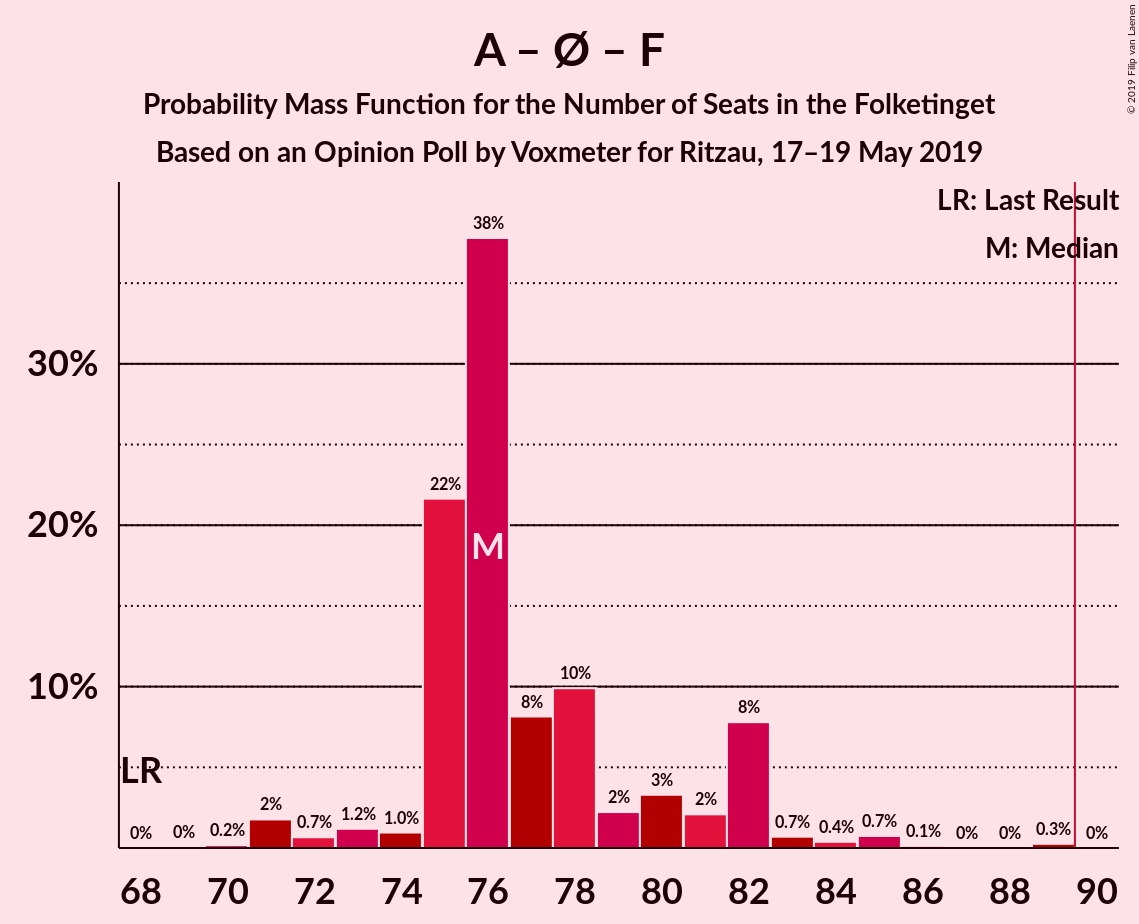 A – Ø – F
Probability Mass Function for the Number of Seats in the Folketinget
Based on an Opinion Poll by Voxmeter for Ritzau, 17–19 May 2019
© 2019 Filip van Laenen
LR: Last Result
M: Median
38%
30%
22%
20%
M
10%
10%
8%
8%
LR
3%
2%
2%
2%
0%
0%
0.2%
0.7%
1.2%
1.0%
0.7%
0.4%
0.7%
0.1%
0%
0%
0.3%
0%
68 70 72 74 76 78 80 82 84 86 88 90